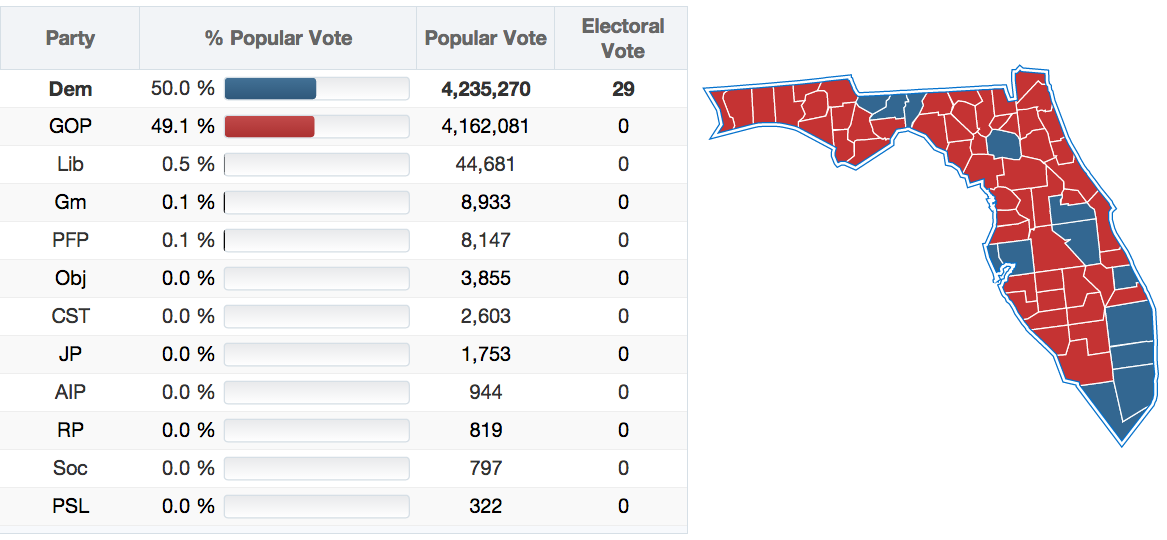 Party % Popular Vote Popular Vote Electoral Vote
Dem 50.0 % 4,235,270 29
GOP 49.1 % 4,162,081 0
Lib 0.5 % 44,681 0
Gm 0.1 % 8,933 0
PFP 0.1 % 8,147 0
Obj 0.0 % 3,855 0
CST 0.0 % 2,603 0
JP 0.0 % 1,753 0
AIP 0.0 % 944 0
RP 0.0 % 819 0
Soc 0.0 % 797 0
PSL 0.0 % 322 0